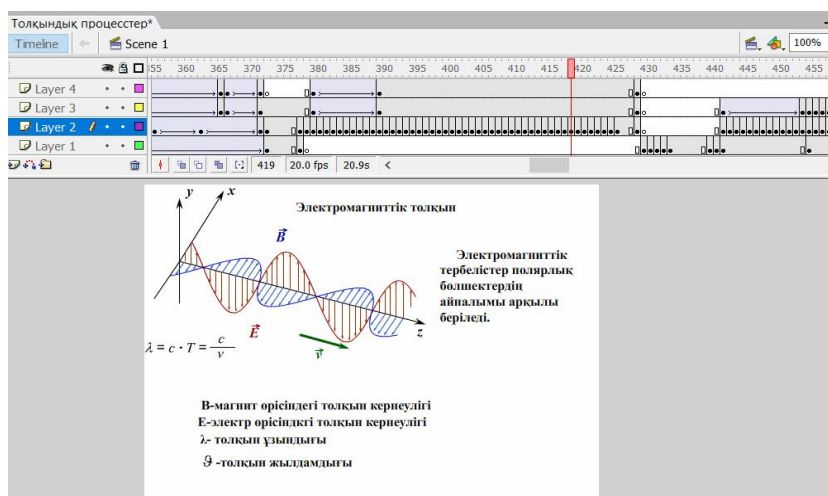 Толқындық процесстер*
Timeline Scene 1 100%
355 360 365 370 375 380 385 390 395 400 405 410 415 420 425 430 435 440 445 450 455
Layer 4
Layer 3
Layer 2
Layer 1
419 20.0 fps 20.9s
y x
Электромагниттік толқын
B
Электромагниттік
тербелістер полярлық
бөлшектердің
айналымы арқылы
беріледі.
E
z
v
λ = c · T = c / ν
В-магнит өрісіндегі толқын кернеулігі
Е-электр өрісіндкгі толқын кернеулігі
λ- толқын ұзындығы
ϑ -толқын жылдамдығы